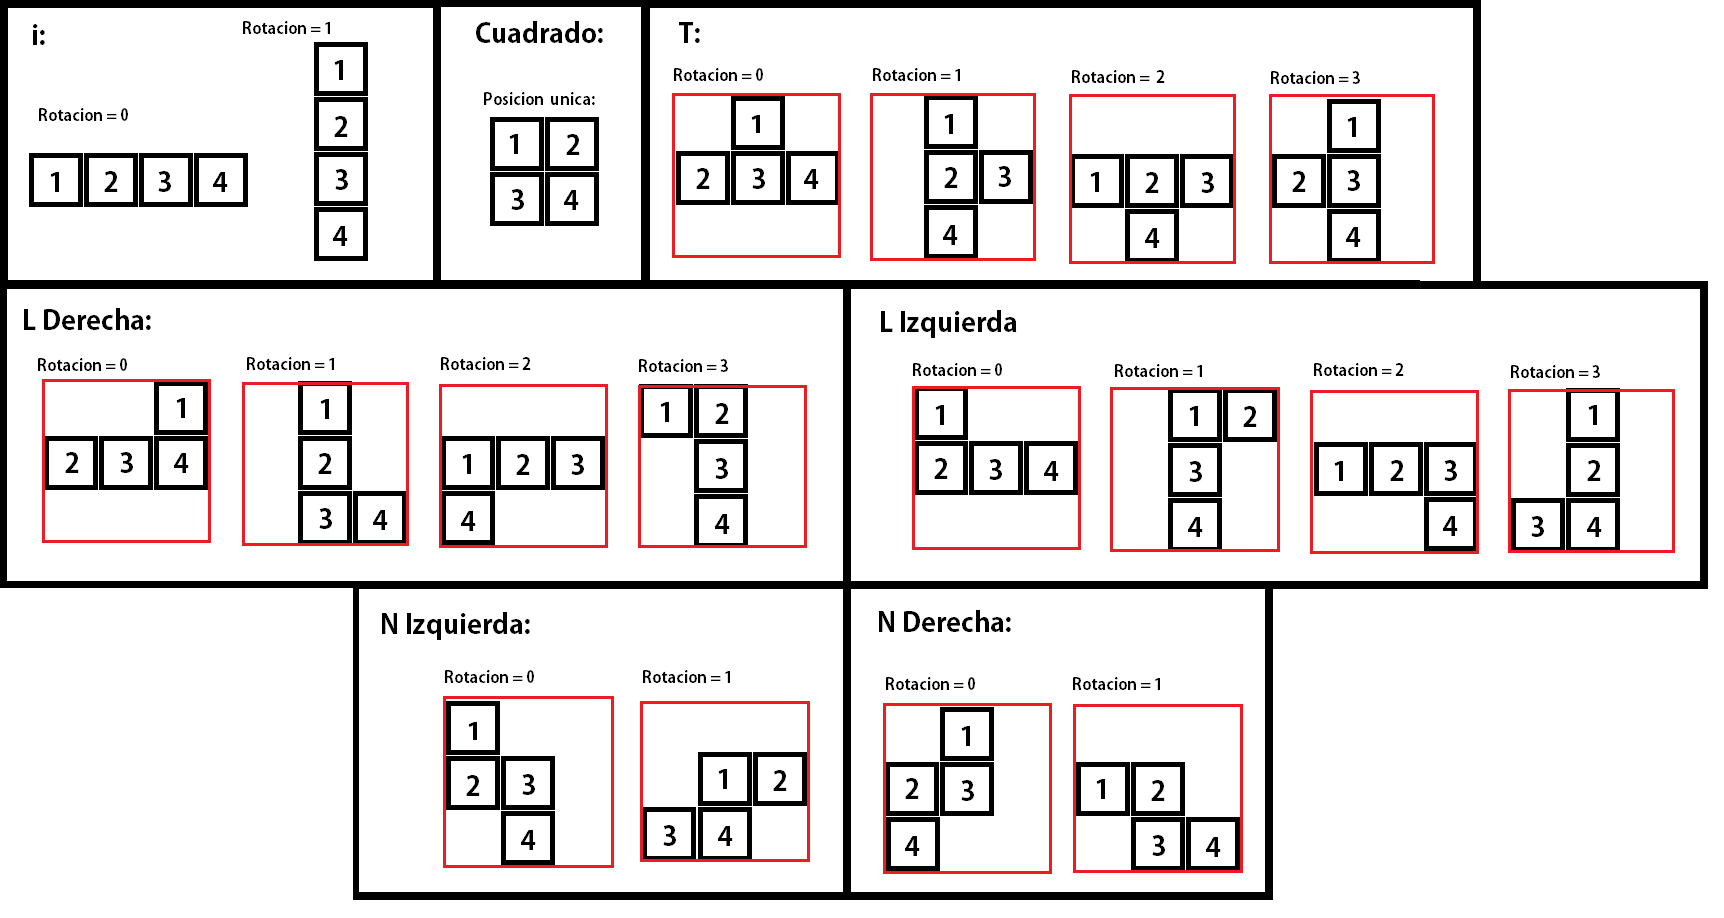 i:
Rotacion = 1
1
2
3
4
Rotacion = 0
1 2 3 4
Cuadrado:
Posicion unica:
1 2
3 4
T:
Rotacion = 0
1
2 3 4
Rotacion = 1
1
2 3
4
Rotacion = 2
1 2 3
4
Rotacion = 3
1
2 3
4
L Derecha:
Rotacion = 0
1
2 3 4
Rotacion = 1
1
2
3 4
Rotacion = 2
1 2 3
4
Rotacion = 3
1 2
3
4
L Izquierda
Rotacion = 0
1
2 3 4
Rotacion = 1
1 2
3
4
Rotacion = 2
1 2 3
4
Rotacion = 3
1
2
3 4
N Izquierda:
Rotacion = 0
1
2 3
4
Rotacion = 1
1 2
3 4
N Derecha:
Rotacion = 0
1
2 3
4
Rotacion = 1
1 2
3 4